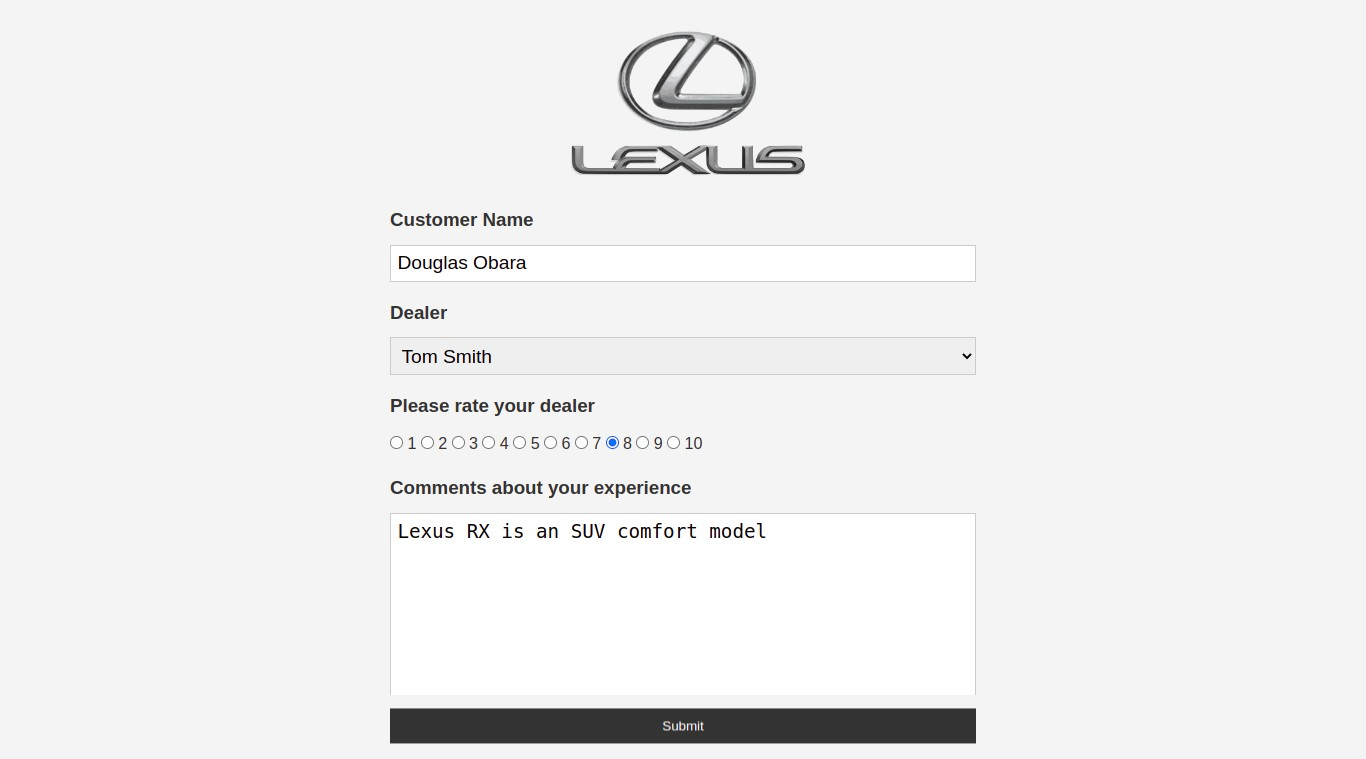 LEXUS
Customer Name
Douglas Obara
Dealer
Tom Smith
Please rate your dealer
1 2 3 4 5 6 7 8 9 10
Comments about your experience
Lexus RX is an SUV comfort model
Submit